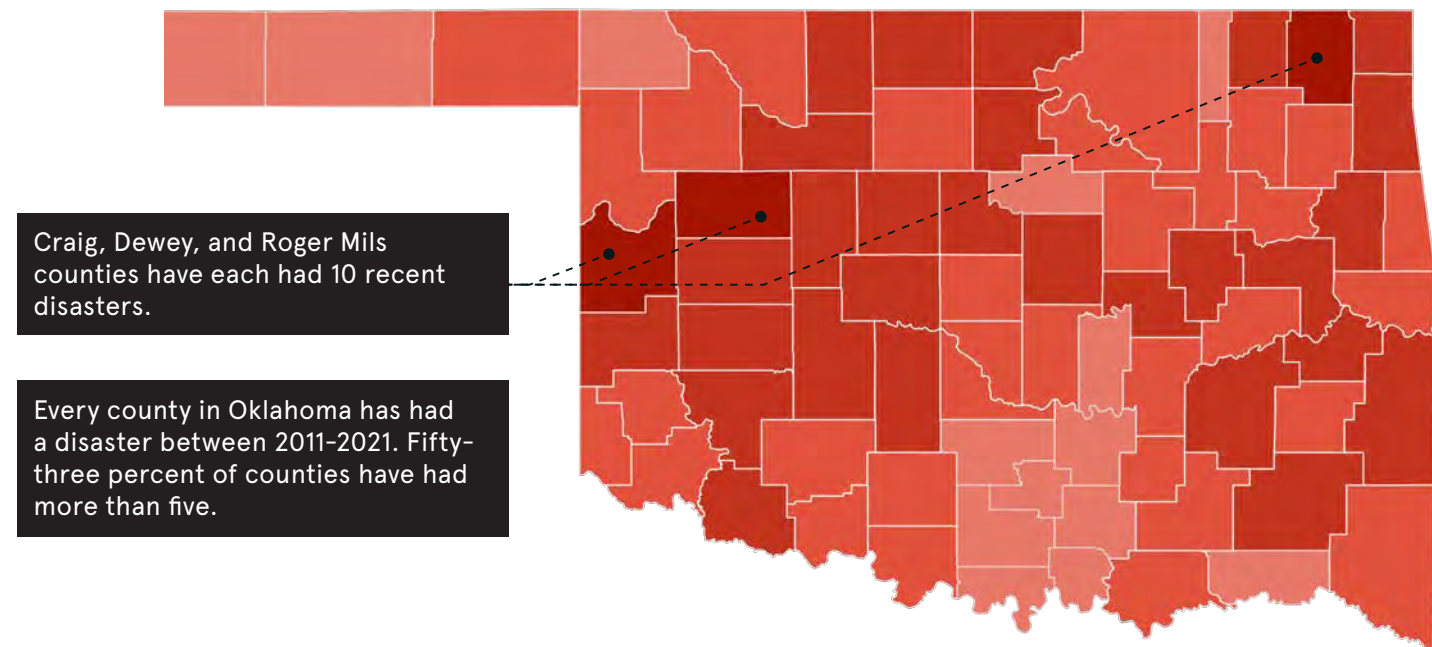 Craig, Dewey, and Roger Mils
counties have each had 10 recent
disasters.
Every county in Oklahoma has had
a disaster between 2011-2021. Fifty-
three percent of counties have had
more than five.